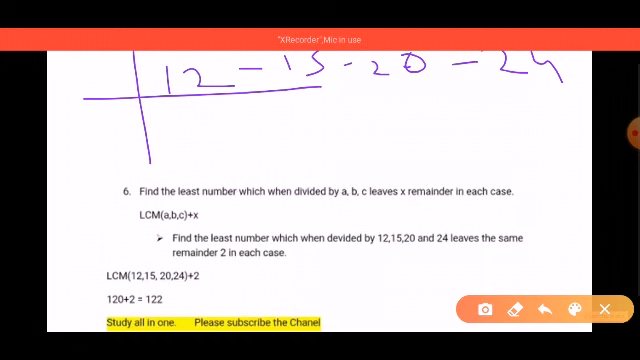 "XRecorder",Mic in use
12 - 15 - 20 - 24
6. Find the least number which when divided by a, b, c leaves x remainder in each case.
LCM(a,b,c)+x
➤ Find the least number which when devided by 12,15,20 and 24 leaves the same
remainder 2 in each case.
LCM(12,15, 20,24)+2
120+2 = 122
Study all in one. Please subscribe the Chanel